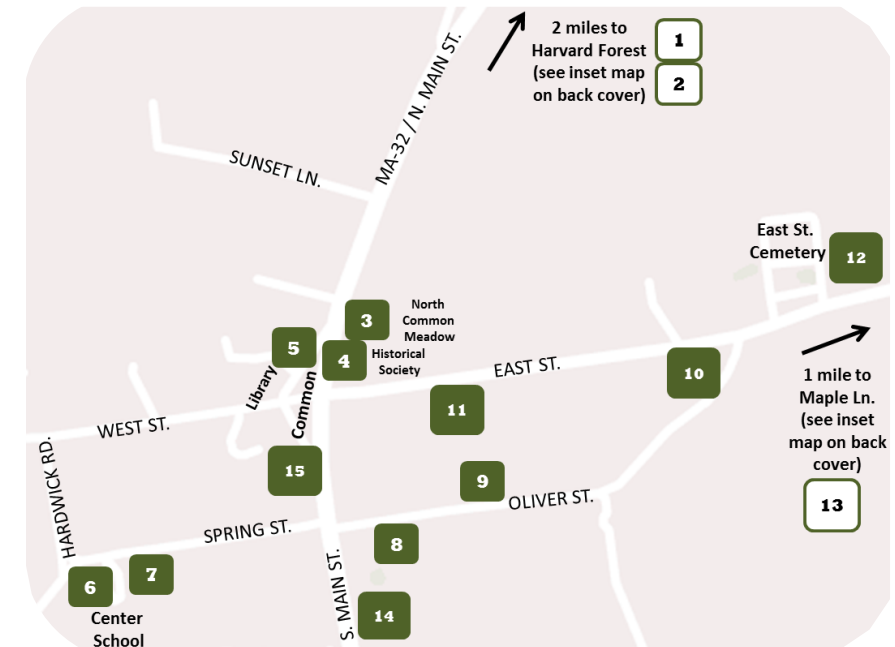 2 miles to
Harvard Forest
(see inset map
on back cover)
1
2
MA-32 / N. MAIN ST.
SUNSET LN.
East St.
Cemetery
12
North
Common
Meadow
3
Historical
Society
4
5
Library
Common
EAST ST.
10
11
1 mile to
Maple Ln.
(see inset
map on back
cover)
13
WEST ST.
HARDWICK RD.
15
9
OLIVER ST.
SPRING ST.
8
7
6
Center
School
S. MAIN ST.
14